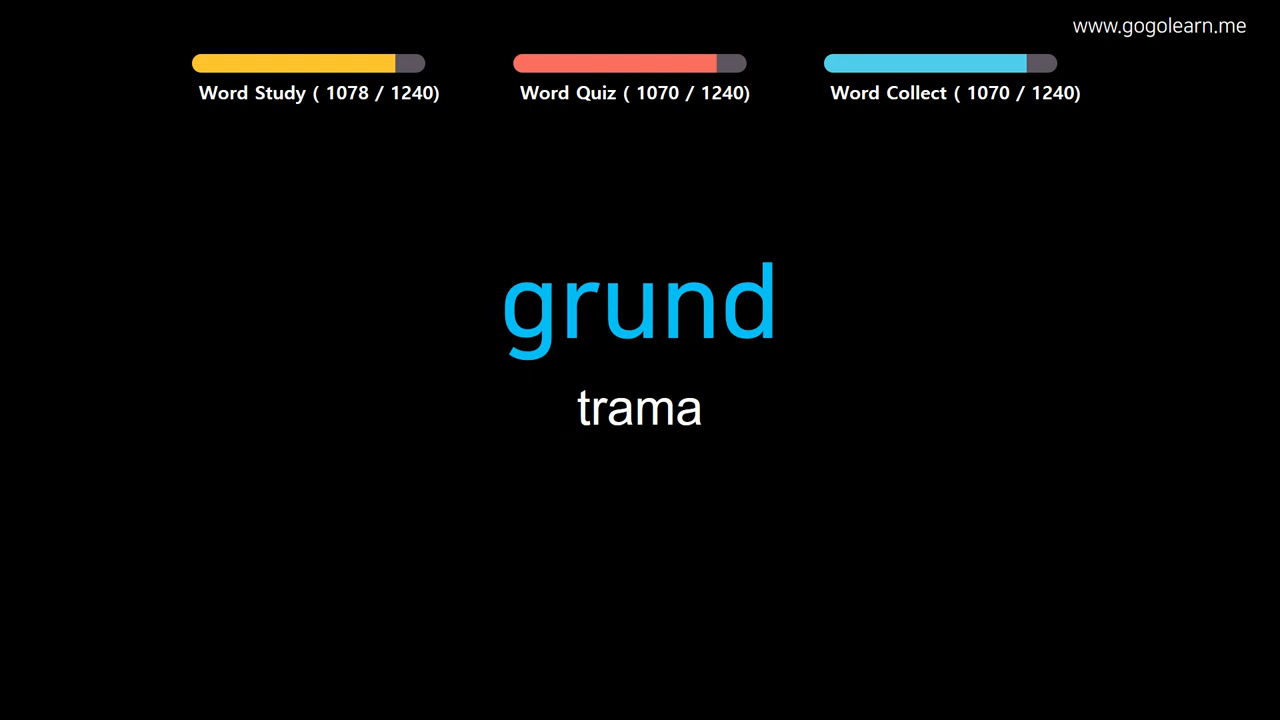 www.gogolearn.me
Word Study ( 1078 / 1240)
Word Quiz ( 1070 / 1240)
Word Collect ( 1070 / 1240)
grund
trama